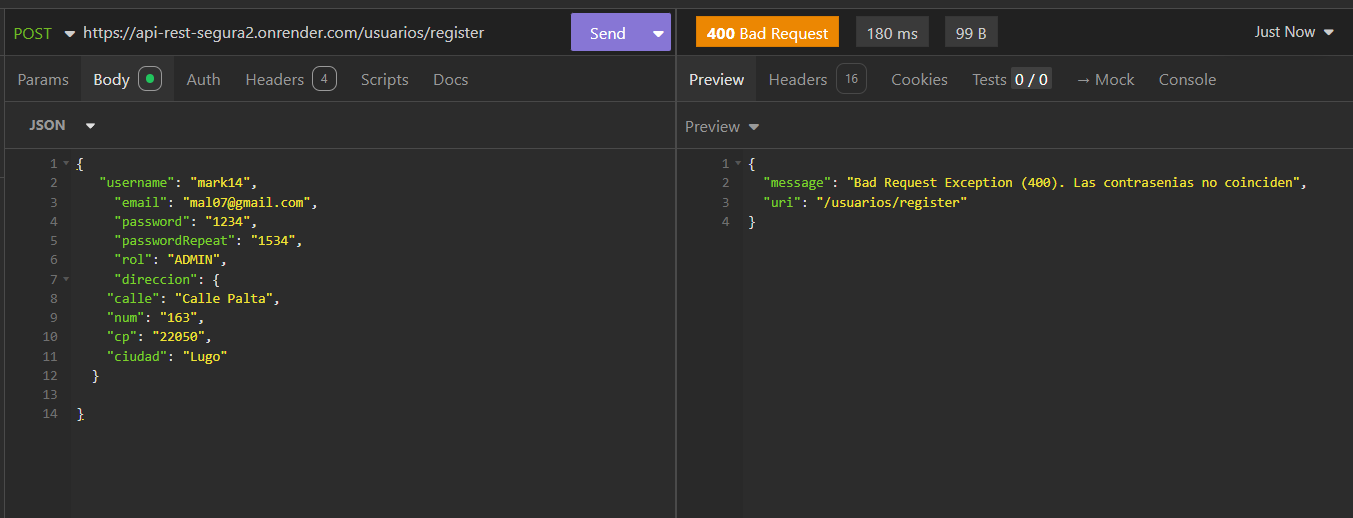 POST https://api-rest-segura2.onrender.com/usuarios/register Send
Params Body Auth Headers 4 Scripts Docs
JSON
1 {
2 "username": "mark14",
3 "email": "mal07@gmail.com",
4 "password": "1234",
5 "passwordRepeat": "1534",
6 "rol": "ADMIN",
7 "direccion": {
8 "calle": "Calle Palta",
9 "num": "163",
10 "cp": "22050",
11 "ciudad": "Lugo"
12 }
13
14 }
400 Bad Request 180 ms 99 B Just Now
Preview Headers 16 Cookies Tests 0 / 0 → Mock Console
Preview
1 {
2 "message": "Bad Request Exception (400). Las contrasenias no coinciden",
3 "uri": "/usuarios/register"
4 }